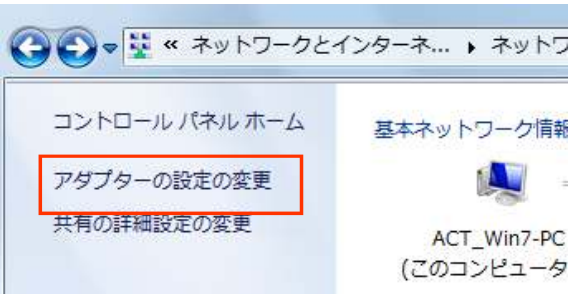 « ネットワークとインターネ... ▸ ネットワ
コントロール パネル ホーム
基本ネットワーク情報
アダプターの設定の変更
共有の詳細設定の変更
ACT_Win7-PC
(このコンピュータ